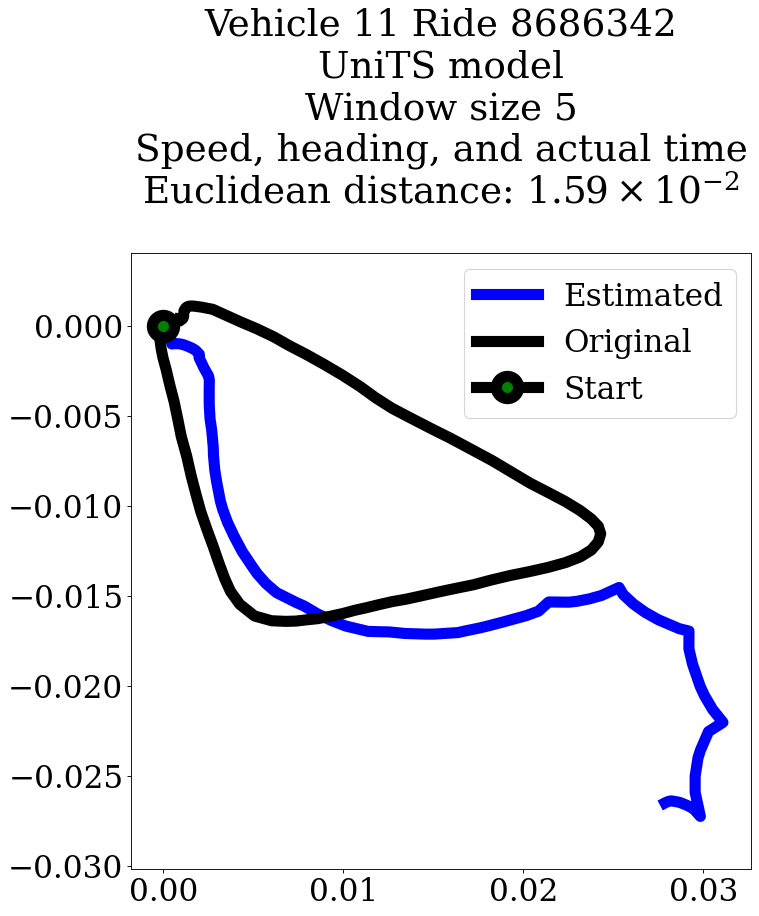 Vehicle 11 Ride 8686342
UniTS model
Window size 5
Speed, heading, and actual time
Euclidean distance: 1.59 × 10⁻²
Estimated
Original
Start
0.000
−0.005
−0.010
−0.015
−0.020
−0.025
−0.030
0.00 0.01 0.02 0.03